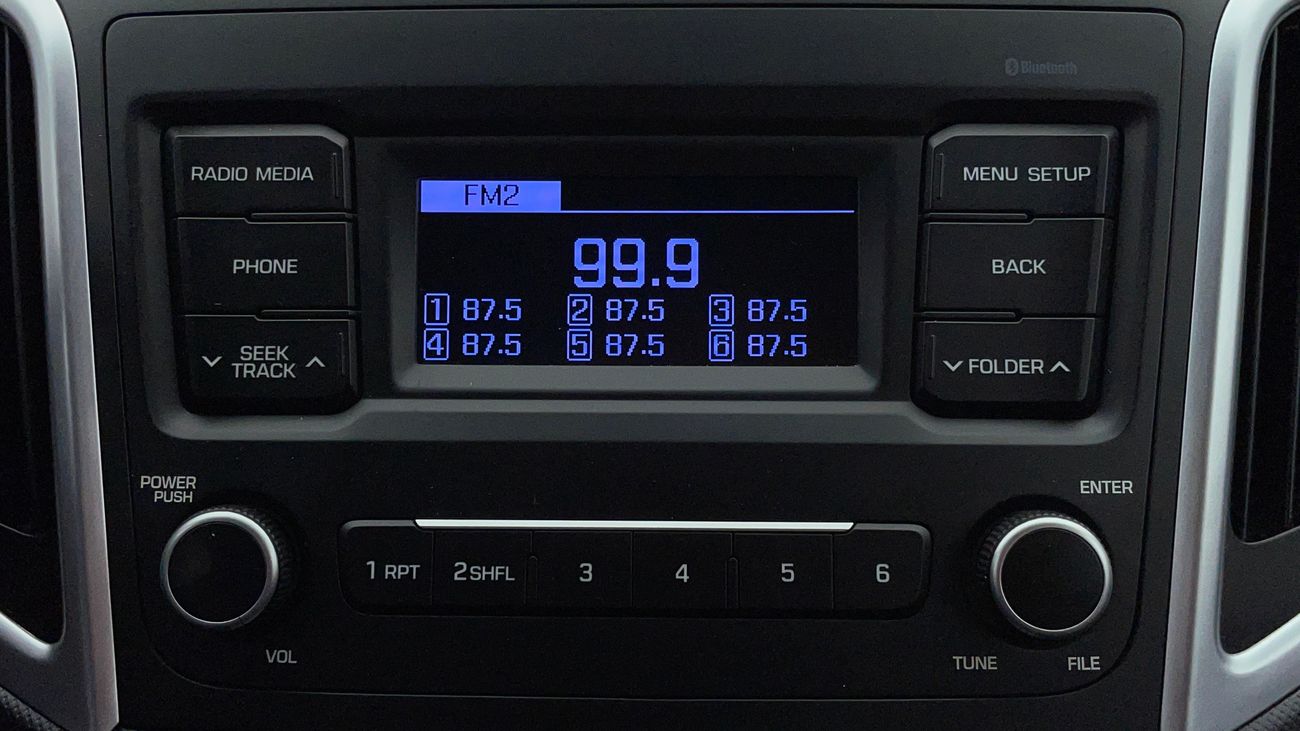 Bluetooth
RADIO MEDIA
MENU SETUP
FM2
PHONE
99.9
BACK
1 87.5 2 87.5 3 87.5
4 87.5 5 87.5 6 87.5
SEEK
TRACK
FOLDER
POWER
PUSH
ENTER
1 RPT 2 SHFL 3 4 5 6
VOL
TUNE FILE